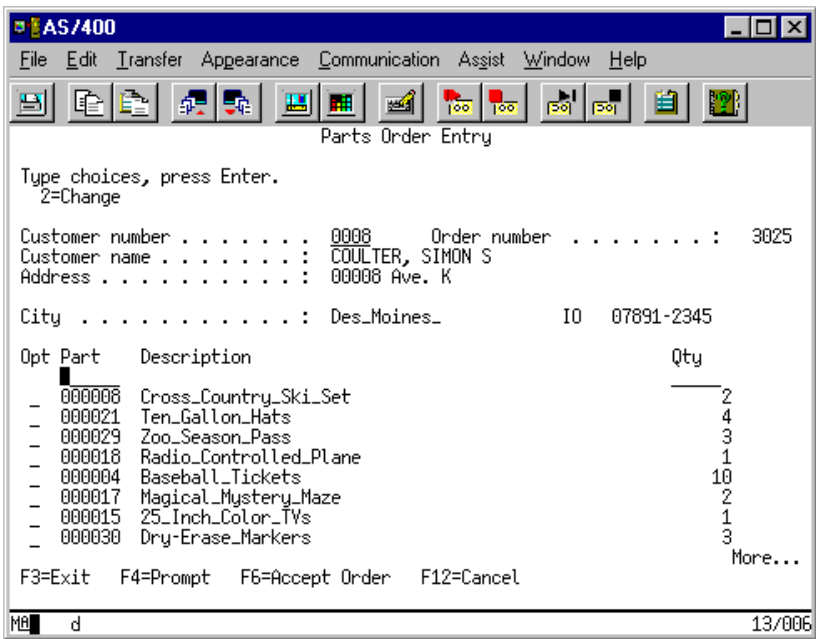 AS/400
File Edit Transfer Appearance Communication Assist Window Help
Parts Order Entry
Type choices, press Enter.
2=Change
Customer number . . . . . . . 0008 Order number . . . . . . . : 3025
Customer name . . . . . . . : COULTER, SIMON S
Address . . . . . . . . . . : 00008 Ave. K
City . . . . . . . . . . . : Des_Moines_ IO 07891-2345
Opt Part Description Qty
_ 000008 Cross_Country_Ski_Set 2
_ 000021 Ten_Gallon_Hats 4
_ 000029 Zoo_Season_Pass 3
_ 000018 Radio_Controlled_Plane 1
_ 000004 Baseball_Tickets 10
_ 000017 Magical_Mystery_Maze 2
_ 000015 25_Inch_Color_TVs 1
_ 000030 Dry-Erase_Markers 3
More...
F3=Exit F4=Prompt F6=Accept Order F12=Cancel
MA d 13/006